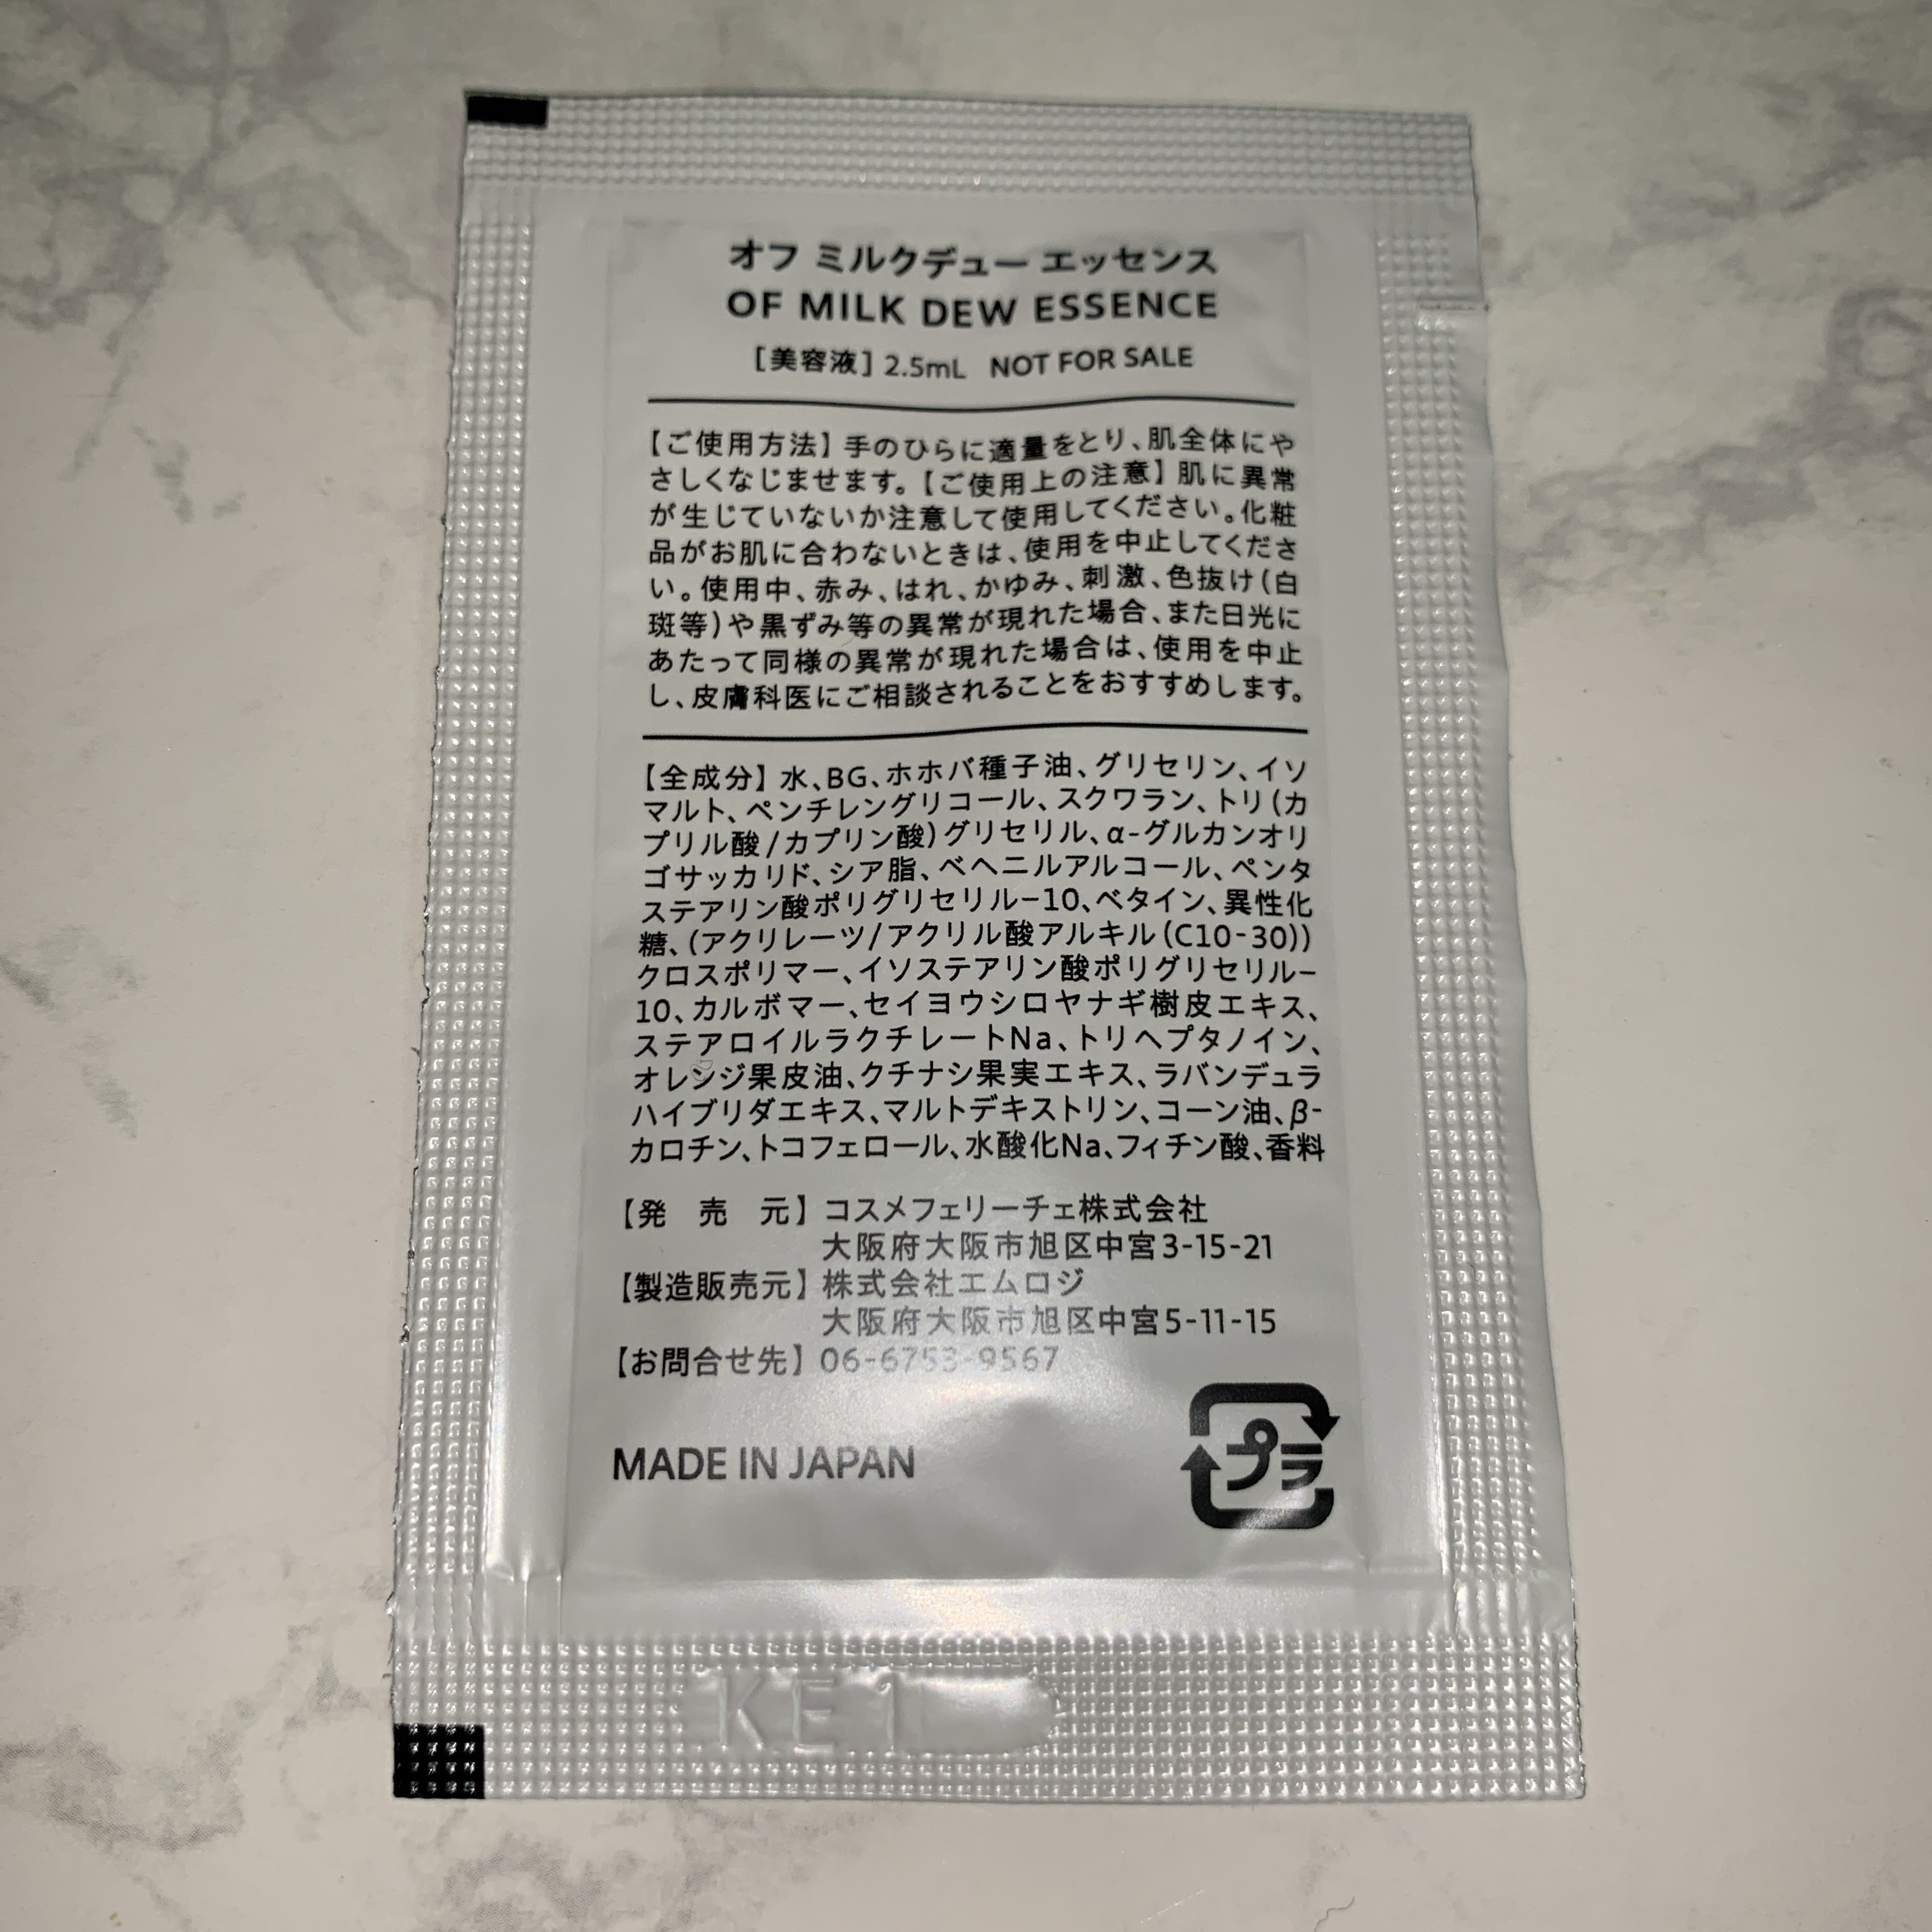 オフ ミルクデュー エッセンス
OF MILK DEW ESSENCE
[美容液] 2.5mL NOT FOR SALE
【ご使用方法】手のひらに適量をとり、肌全体にや
さしくなじませます。【ご使用上の注意】肌に異常
が生じていないか注意して使用してください。化粧
品がお肌に合わないときは、使用を中止してくださ
い。使用中、赤み、はれ、かゆみ、刺激、色抜け(白
斑等)や黒ずみ等の異常が現れた場合、また日光に
あたって同様の異常が現れた場合は、使用を中止
し、皮膚科医にご相談されることをおすすめします。
【全成分】水、BG、ホホバ種子油、グリセリン、イソ
マルト、ペンチレングリコール、スクワラン、トリ(カ
プリル酸/カプリン酸)グリセリル、α-グルカンオリ
ゴサッカリド、シア脂、ベヘニルアルコール、ペンタ
ステアリン酸ポリグリセリル-10、ベタイン、異性化
糖、(アクリレーツ/アクリル酸アルキル(C10-30))
クロスポリマー、イソステアリン酸ポリグリセリル-
10、カルボマー、セイヨウシロヤナギ樹皮エキス、
ステアロイルラクチレートNa、トリヘプタノイン、
オレンジ果皮油、クチナシ果実エキス、ラバンデュラ
ハイブリダエキス、マルトデキストリン、コーン油、β-
カロチン、トコフェロール、水酸化Na、フィチン酸、香料
【発 売 元】コスメフェリーチェ株式会社
大阪府大阪市旭区中宮3-15-21
【製造販売元】株式会社エムロジ
大阪府大阪市旭区中宮5-11-15
【お問合せ先】06-6753-9567
MADE IN JAPAN
プラ
KE1